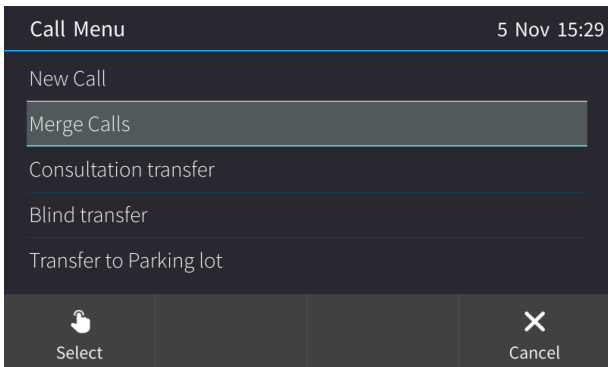 Call Menu 5 Nov 15:29
New Call
Merge Calls
Consultation transfer
Blind transfer
Transfer to Parking lot
Select Cancel